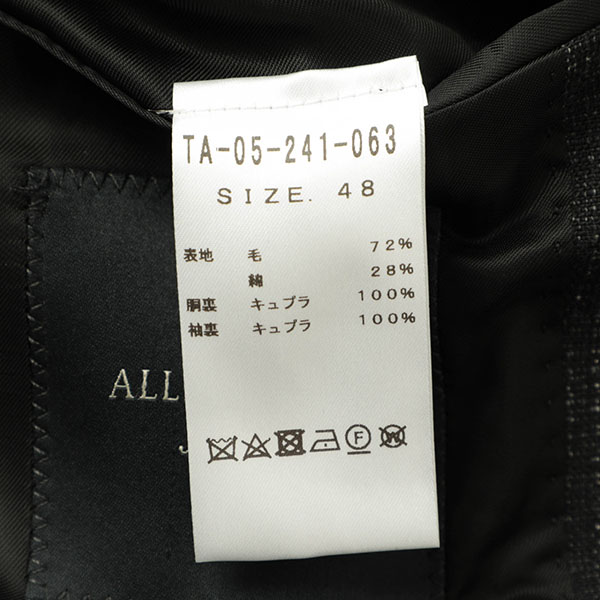 TA-05-241-063
SIZE. 48
表地 毛 72%
綿 28%
胴裏 キュプラ 100%
袖裏 キュプラ 100%
ALL
F W